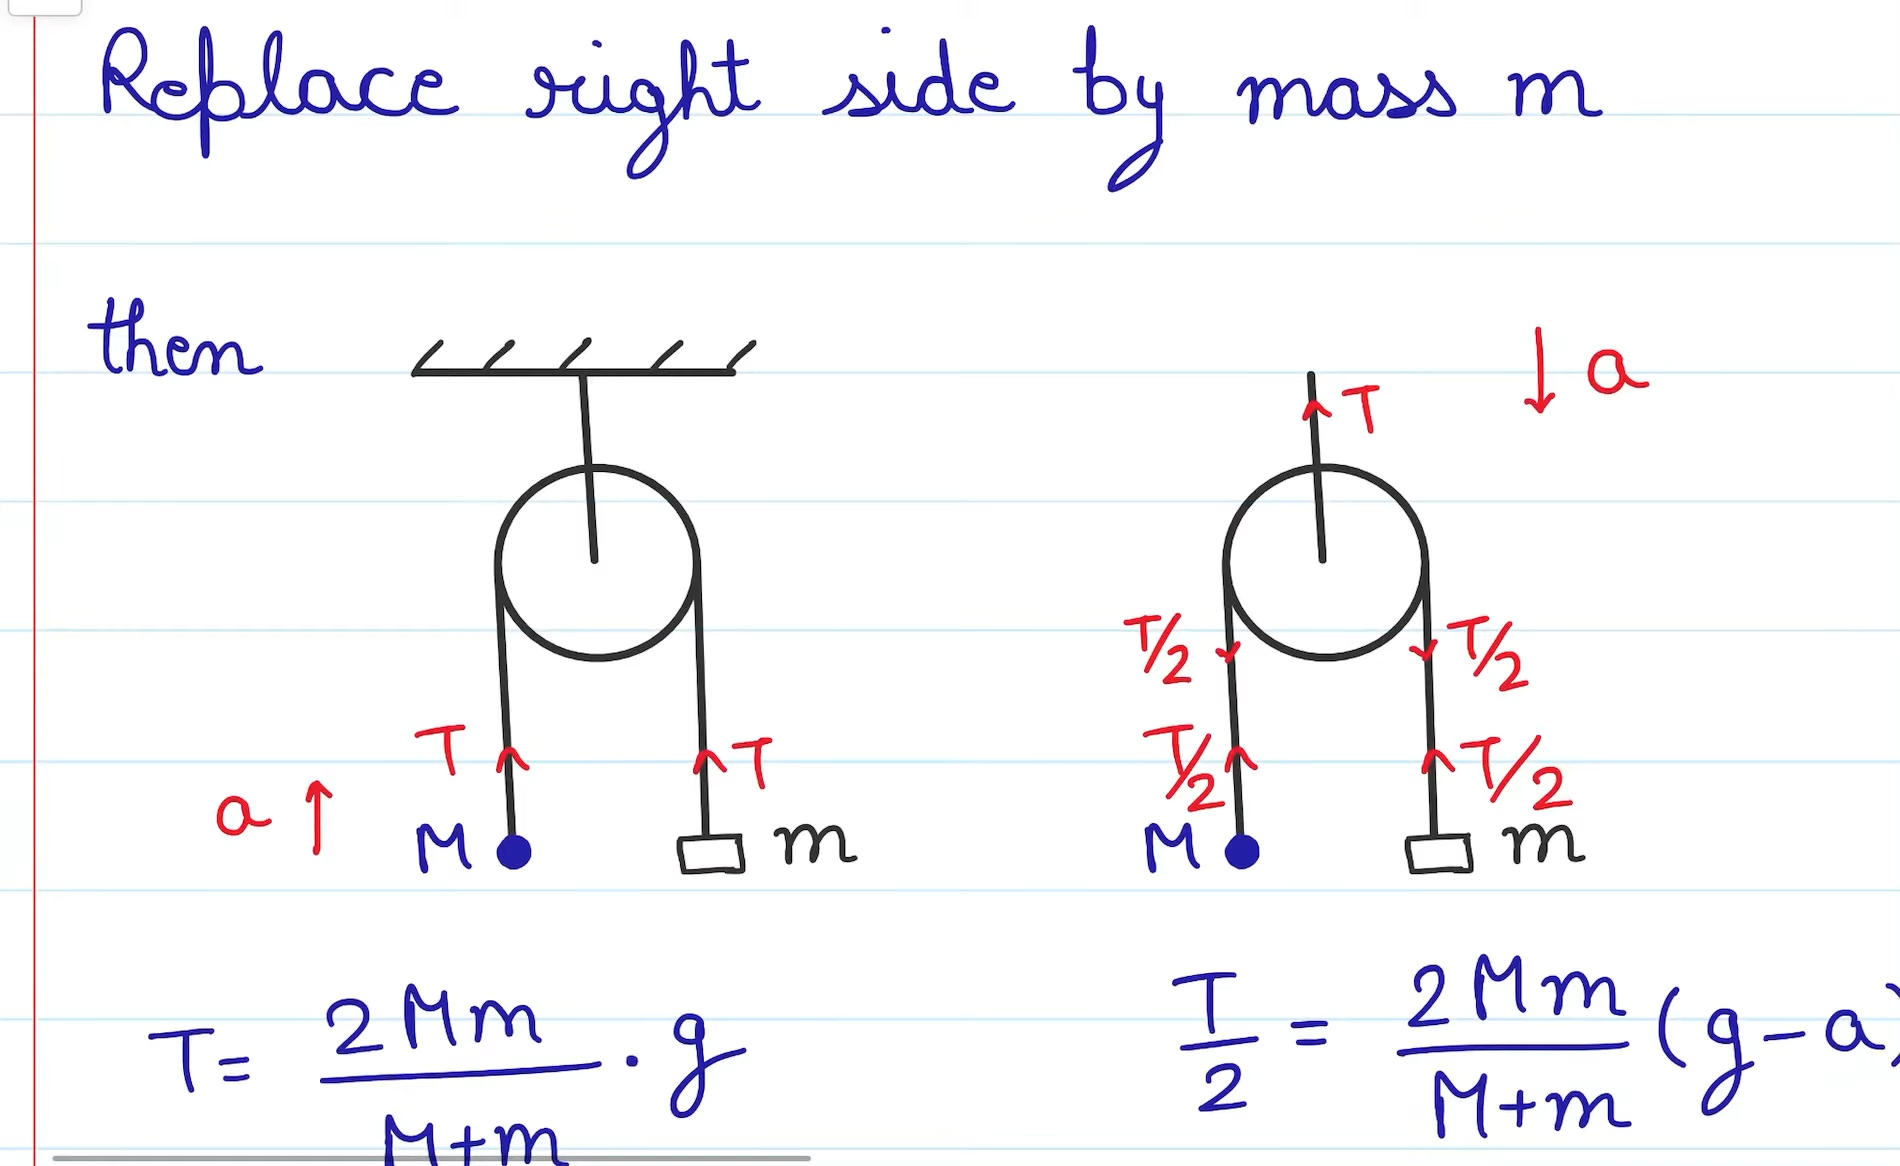 Replace right side by mass m
then
T
a
T/2
T/2
T
T
T/2
T/2
a
M
m
M
m
T = 2Mm/M+m . g
T/2 = 2Mm/M+m (g-a)